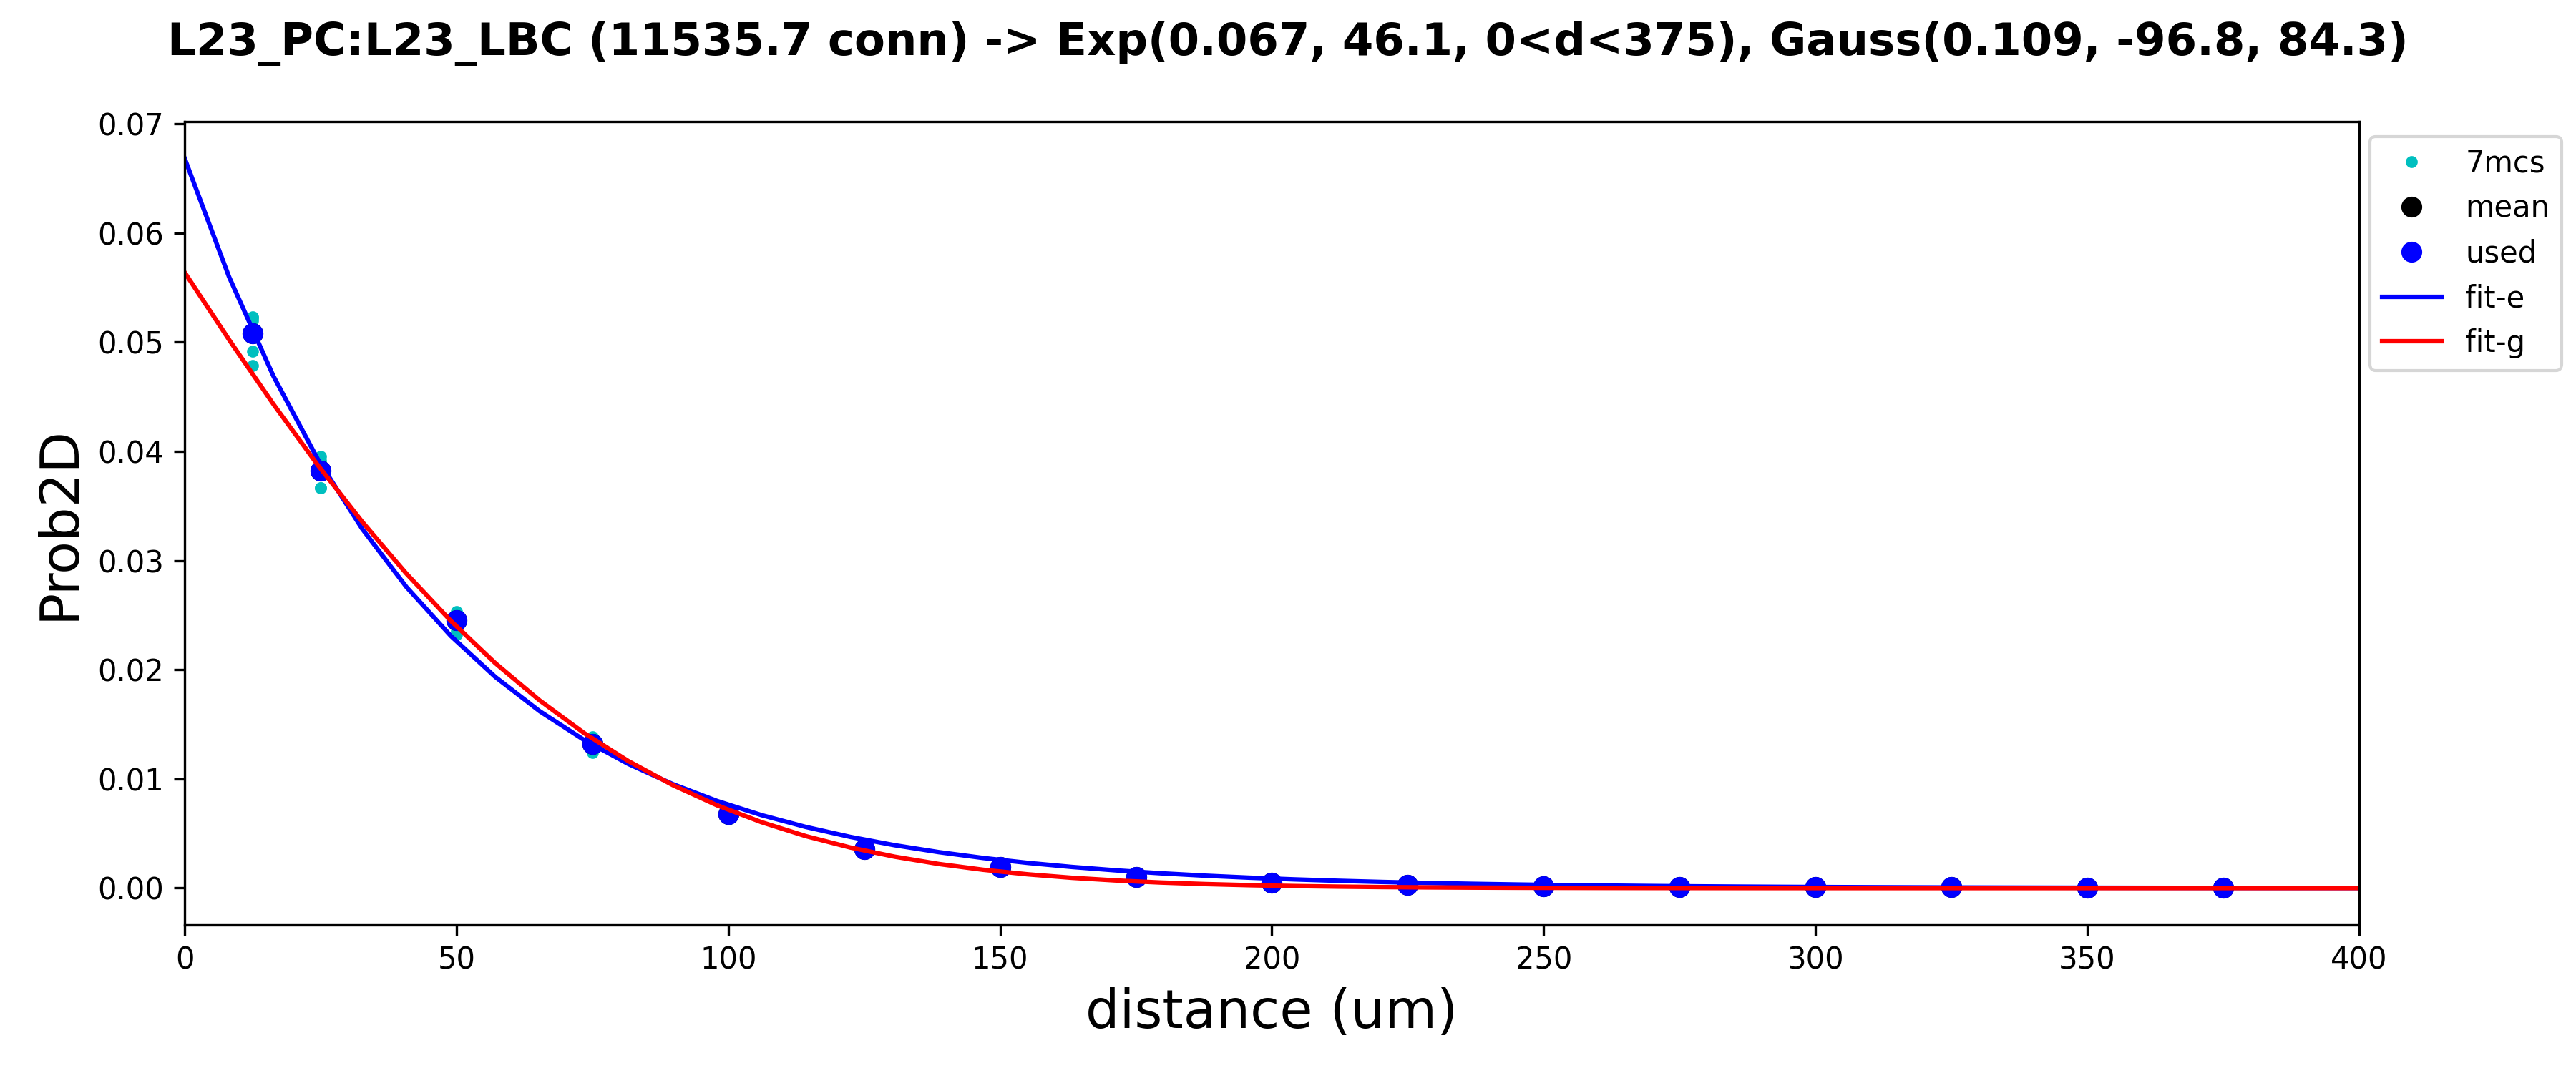 L23_PC:L23_LBC (11535.7 conn) -> Exp(0.067, 46.1, 0<d<375), Gauss(0.109, -96.8, 84.3)
0.07
0.06
0.05
0.04
0.03
0.02
0.01
0.00
Prob2D
0 50 100 150 200 250 300 350 400
distance (um)
7mcs
mean
used
fit-e
fit-g